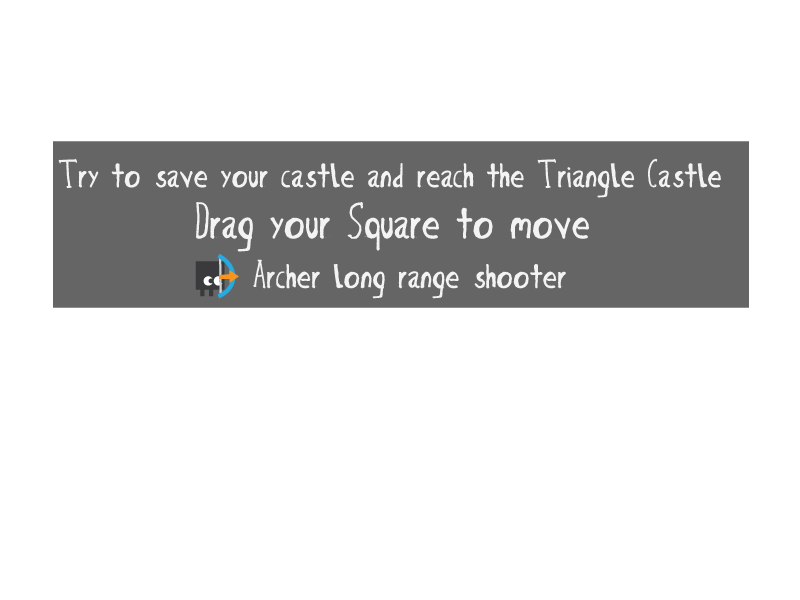 Try to save your castle and reach the Triangle Castle
Drag your Square to move
Archer long range shooter